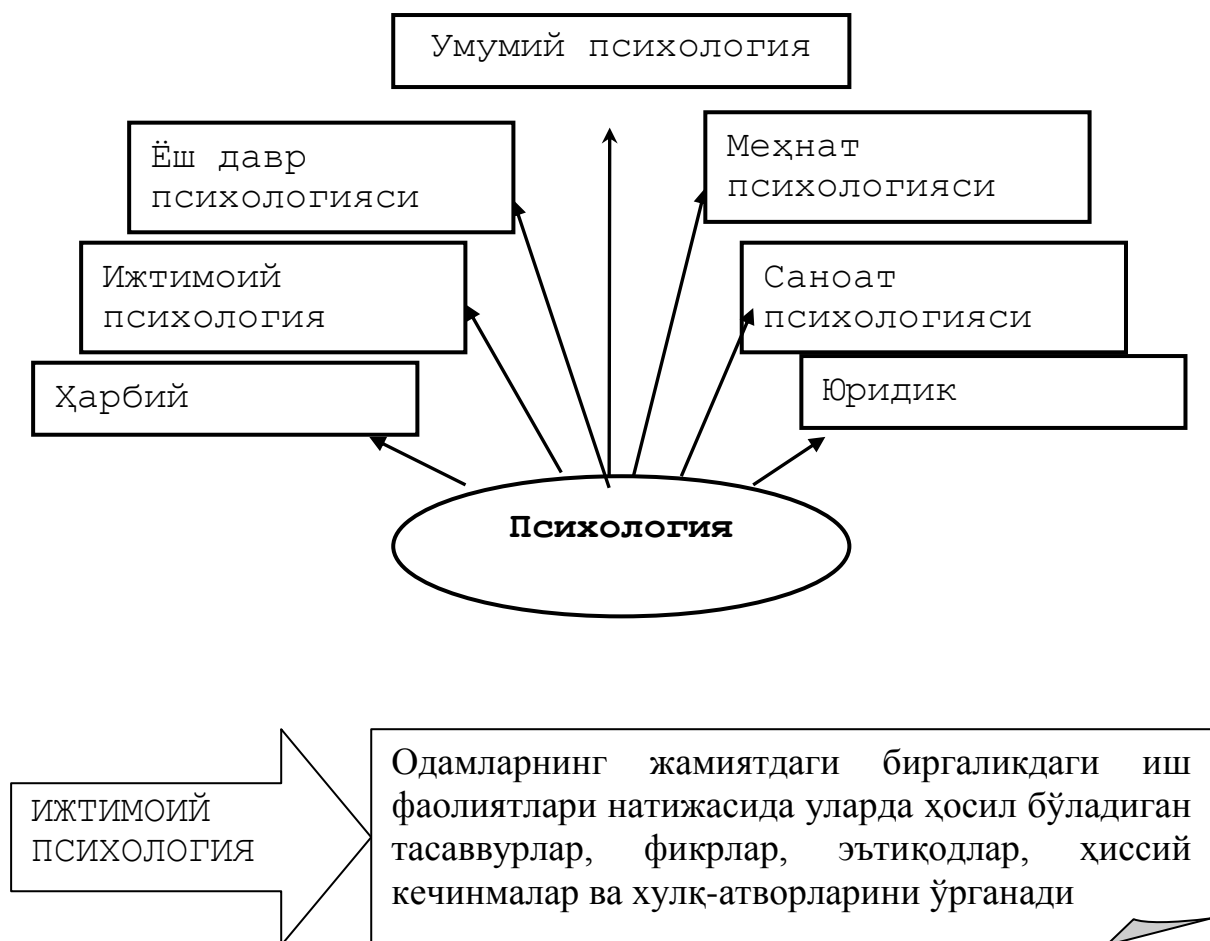 Умумий психология
Ёш давр
психологияси
Меҳнат
психологияси
Ижтимоий
психология
Саноат
психологияси
Ҳарбий
Юридик
Психология
ИЖТИМОИЙ
ПСИХОЛОГИЯ
Одамларнинг жамиятдаги биргаликдаги иш
фаолиятлари натижасида уларда ҳосил бўладиган
тасаввурлар, фикрлар, эътиқодлар, ҳиссий
кечинмалар ва хулқ-атворларини ўрганади